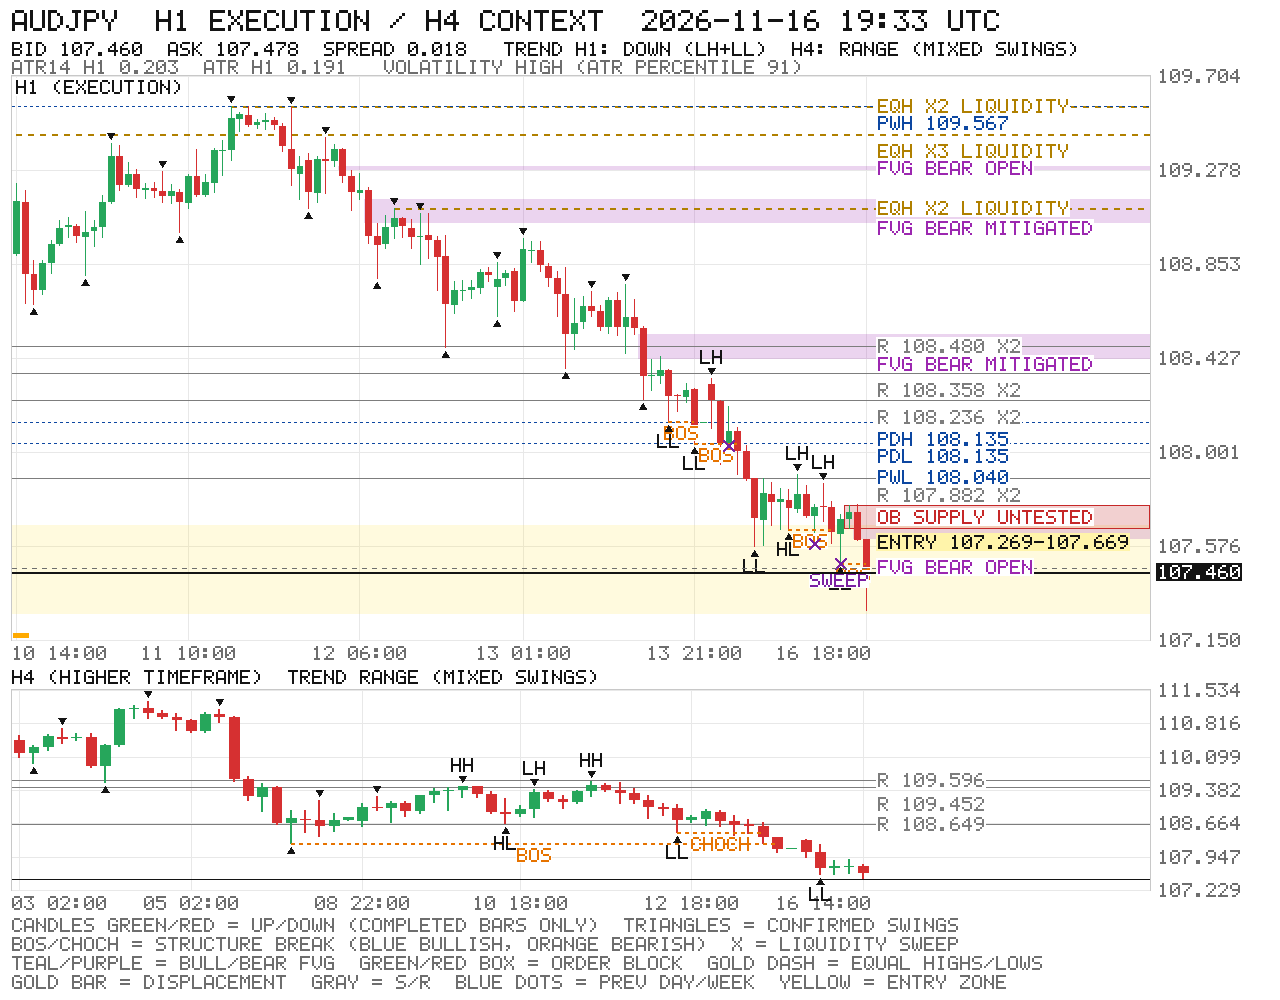 AUDJPY  H1 EXECUTION / H4 CONTEXT  2026-11-16 19:33 UTC
BID 107.460  ASK 107.478  SPREAD 0.018  TREND H1: DOWN (LH+LL)  H4: RANGE (MIXED SWINGS)
ATR14 H1 0.203  ATR H1 0.191  VOLATILITY HIGH (ATR PERCENTILE 91)
H1 (EXECUTION)
109.704
EQH X2 LIQUIDITY
PWH 109.567
EQH X3 LIQUIDITY
FVG BEAR OPEN
109.278
EQH X2 LIQUIDITY
FVG BEAR MITIGATED
108.853
R 108.480 X2
LH
108.427
FVG BEAR MITIGATED
R 108.358 X2
R 108.236 X2
BOS
LL
PDH 108.135
BOS
PDL 108.135
LL
LH
108.001
LH
PWL 108.040
R 107.882 X2
OB SUPPLY UNTESTED
BOS
ENTRY 107.269-107.669
HL
107.576
LL
FVG BEAR OPEN
107.460
SWEEP
107.150
10 14:00  11 10:00  12 06:00  13 01:00  13 21:00  16 18:00
H4 (HIGHER TIMEFRAME)  TREND RANGE (MIXED SWINGS)
111.534
110.816
110.099
HH
LH
HH
R 109.596
109.382
R 109.452
R 108.649
108.664
HL
BOS
LL
CHOCH
107.947
LL
107.229
03 02:00  05 02:00  08 22:00  10 18:00  12 18:00  16 14:00
CANDLES GREEN/RED = UP/DOWN (COMPLETED BARS ONLY)  TRIANGLES = CONFIRMED SWINGS
BOS/CHOCH = STRUCTURE BREAK (BLUE BULLISH, ORANGE BEARISH)  X = LIQUIDITY SWEEP
TEAL/PURPLE = BULL/BEAR FVG  GREEN/RED BOX = ORDER BLOCK  GOLD DASH = EQUAL HIGHS/LOWS
GOLD BAR = DISPLACEMENT  GRAY = S/R  BLUE DOTS = PREV DAY/WEEK  YELLOW = ENTRY ZONE